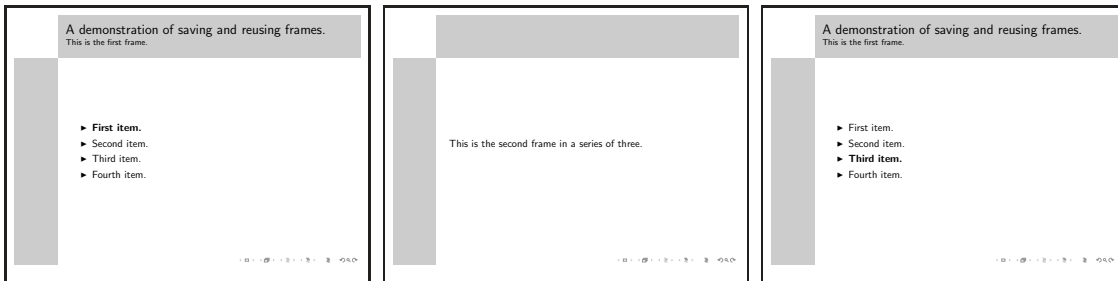 A demonstration of saving and reusing frames.
This is the first frame.
First item.
Second item.
Third item.
Fourth item.
This is the second frame in a series of three.
A demonstration of saving and reusing frames.
This is the first frame.
First item.
Second item.
Third item.
Fourth item.